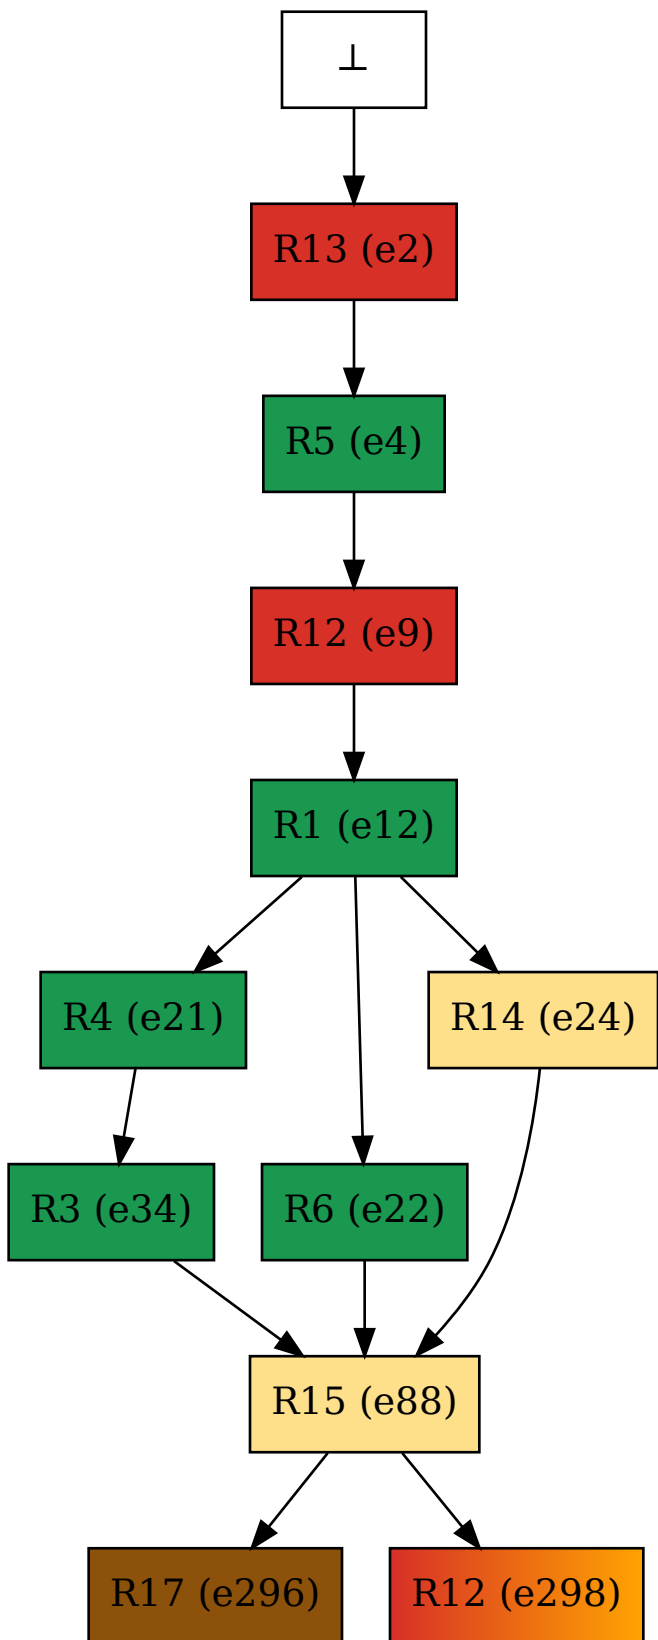 ⊥
R13 (e2)
R5 (e4)
R12 (e9)
R1 (e12)
R4 (e21)
R14 (e24)
R3 (e34)
R6 (e22)
R15 (e88)
R17 (e296)
R12 (e298)